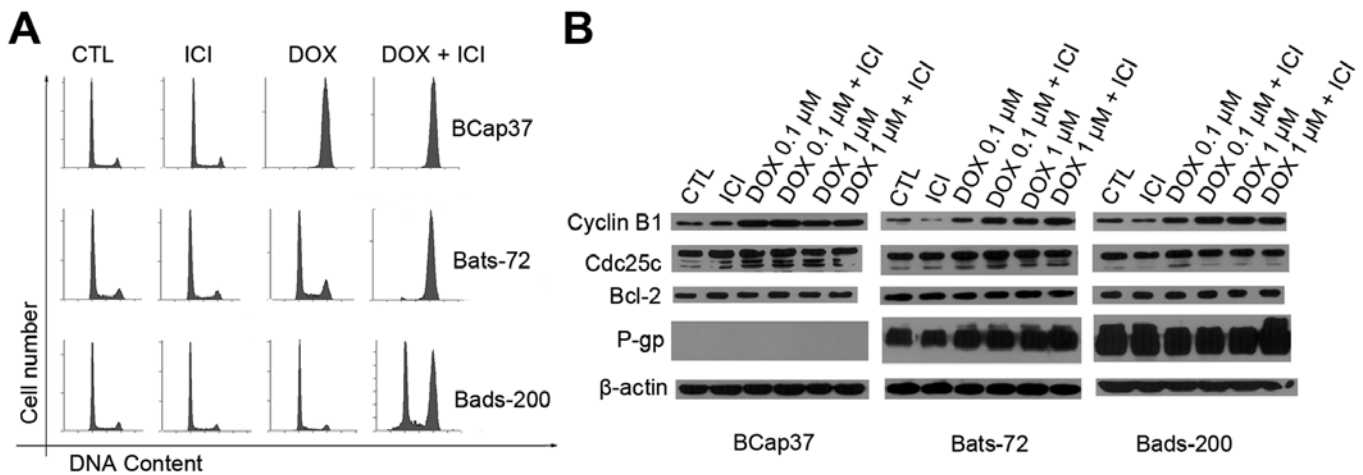 A
CTL ICI DOX DOX + ICI
BCap37
Bats-72
Bads-200
Cell number
DNA Content
B
CTL ICI DOX 0.1 μM DOX 0.1 μM + ICI DOX 1 μM DOX 1 μM + ICI
CTL ICI DOX 0.1 μM DOX 0.1 μM + ICI DOX 1 μM DOX 1 μM + ICI
CTL ICI DOX 0.1 μM DOX 0.1 μM + ICI DOX 1 μM DOX 1 μM + ICI
Cyclin B1
Cdc25c
Bcl-2
P-gp
β-actin
BCap37 Bats-72 Bads-200